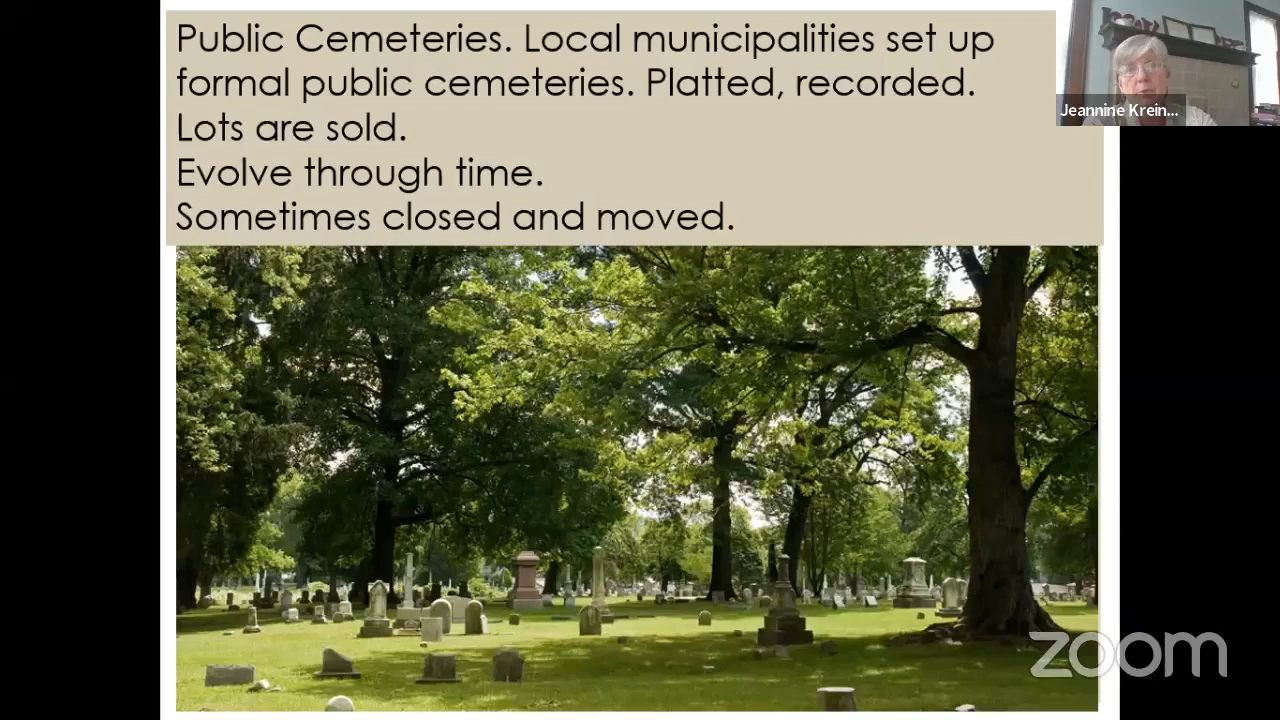 Public Cemeteries. Local municipalities set up
formal public cemeteries. Platted, recorded.
Lots are sold.
Evolve through time.
Sometimes closed and moved.
Jeannine Krein...
zoom